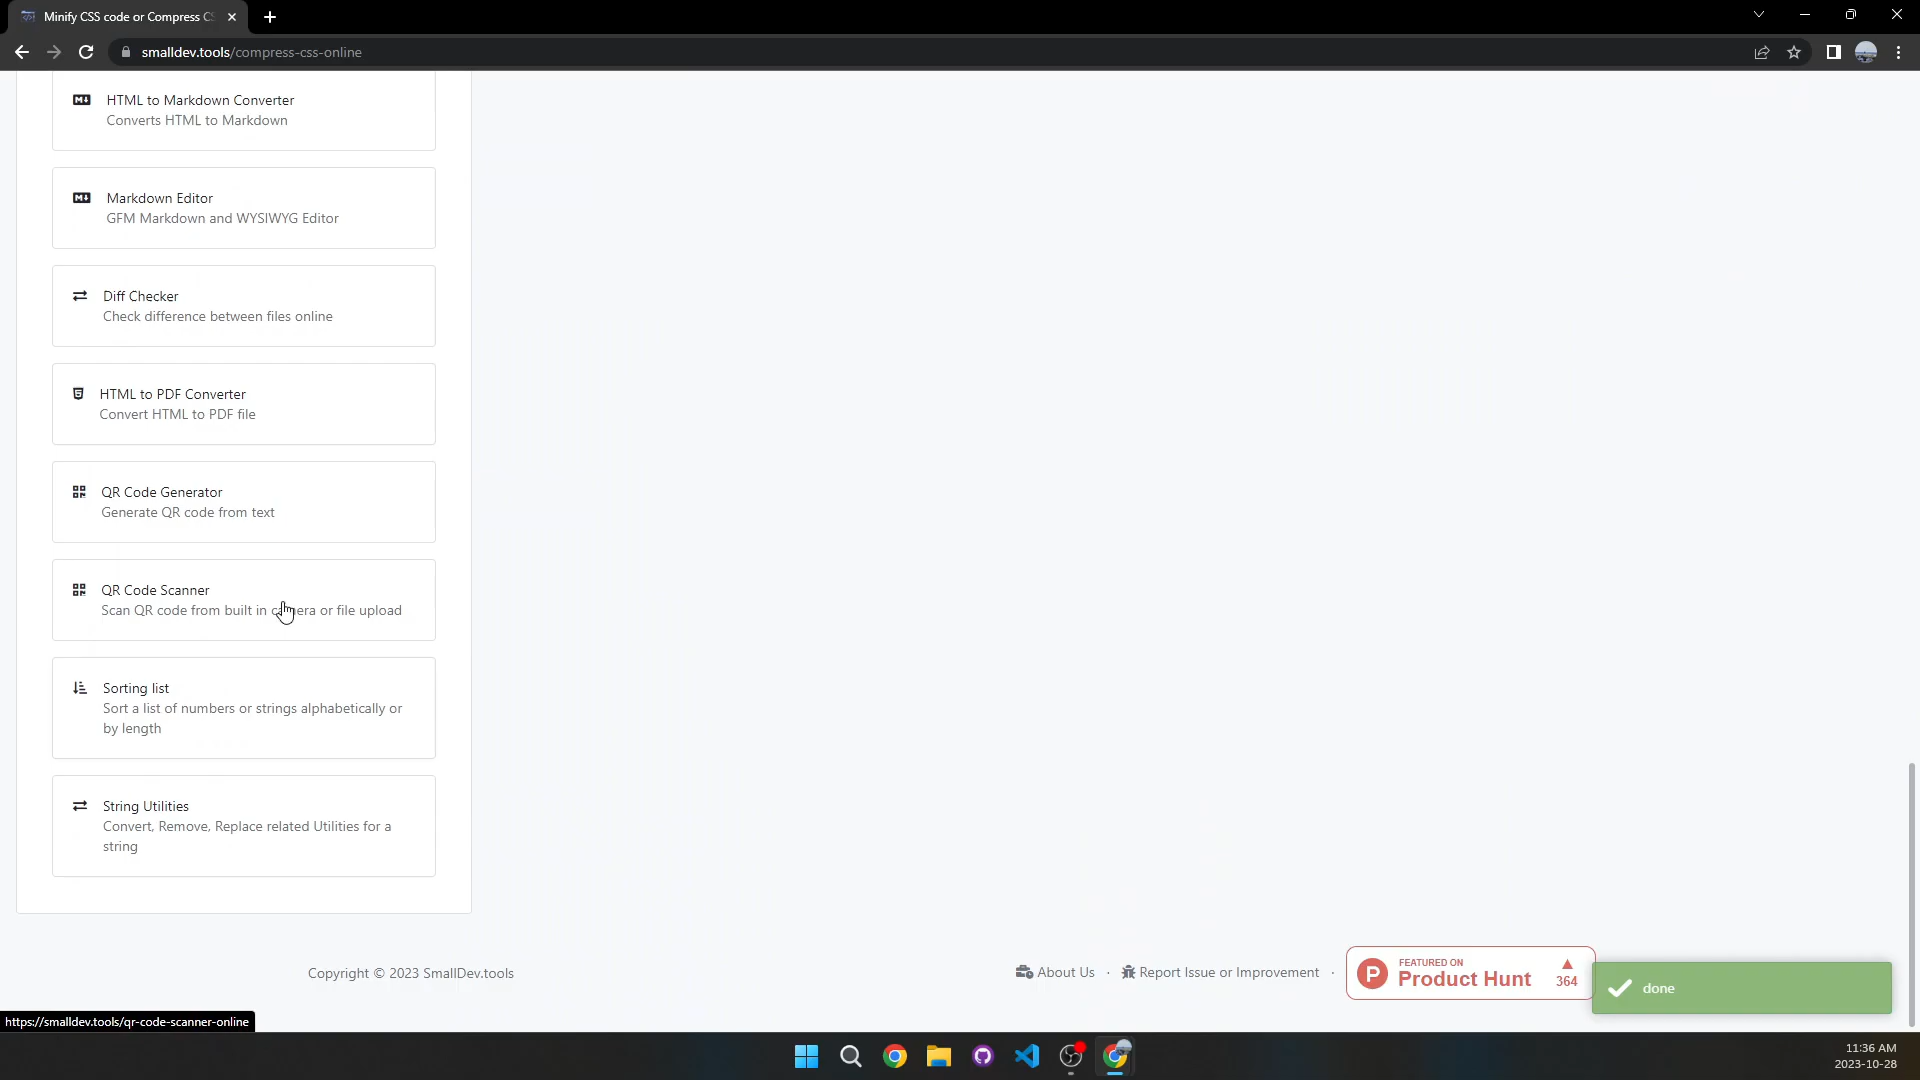 Minify CSS code or Compress CS
smalldev.tools/compress-css-online
HTML to Markdown Converter
Converts HTML to Markdown
Markdown Editor
GFM Markdown and WYSIWYG Editor
Diff Checker
Check difference between files online
HTML to PDF Converter
Convert HTML to PDF file
QR Code Generator
Generate QR code from text
QR Code Scanner
Scan QR code from built in camera or file upload
Sorting list
Sort a list of numbers or strings alphabetically or
by length
String Utilities
Convert, Remove, Replace related Utilities for a
string
Copyright © 2023 SmallDev.tools
About Us · Report Issue or Improvement ·
P
FEATURED ON
Product Hunt
364
done
https://smalldev.tools/qr-code-scanner-online
11:36 AM
2023-10-28